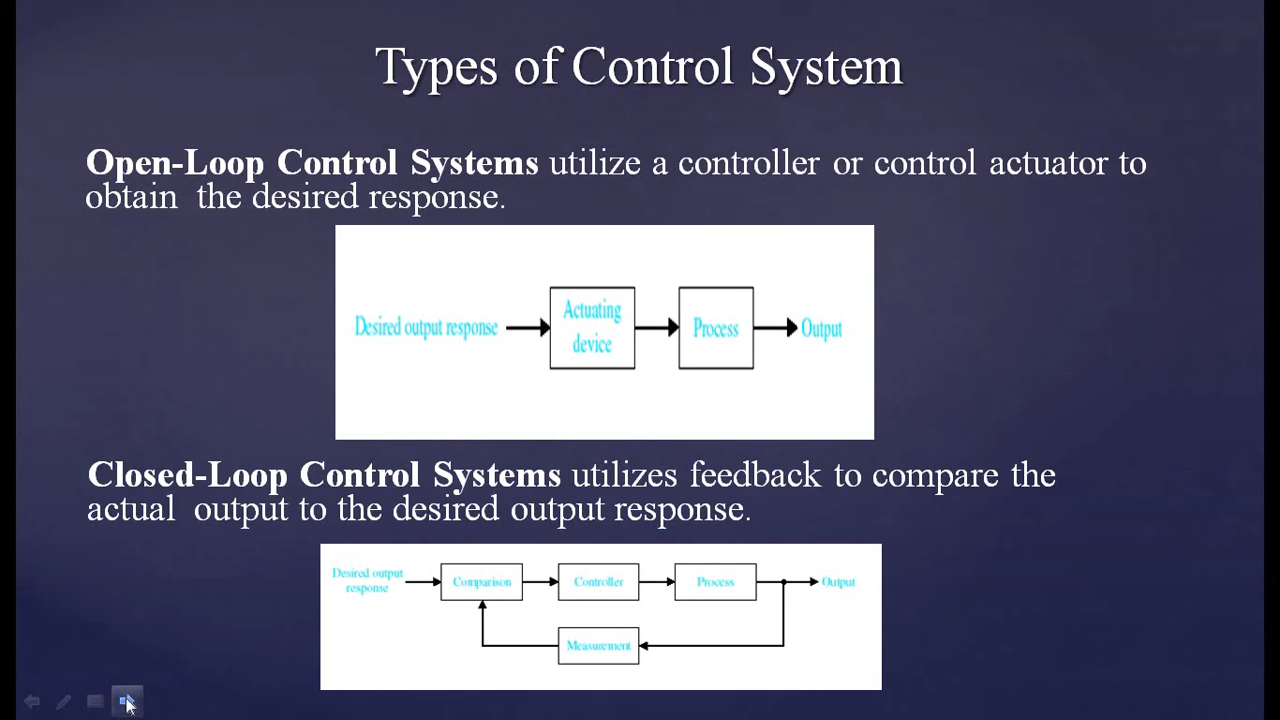 Types of Control System
Open-Loop Control Systems utilize a controller or control actuator to
obtain the desired response.
Desired output response
Actuating
device
Process
Output
Closed-Loop Control Systems utilizes feedback to compare the
actual output to the desired output response.
Desired output
response
Comparison
Controller
Process
Output
Measurement